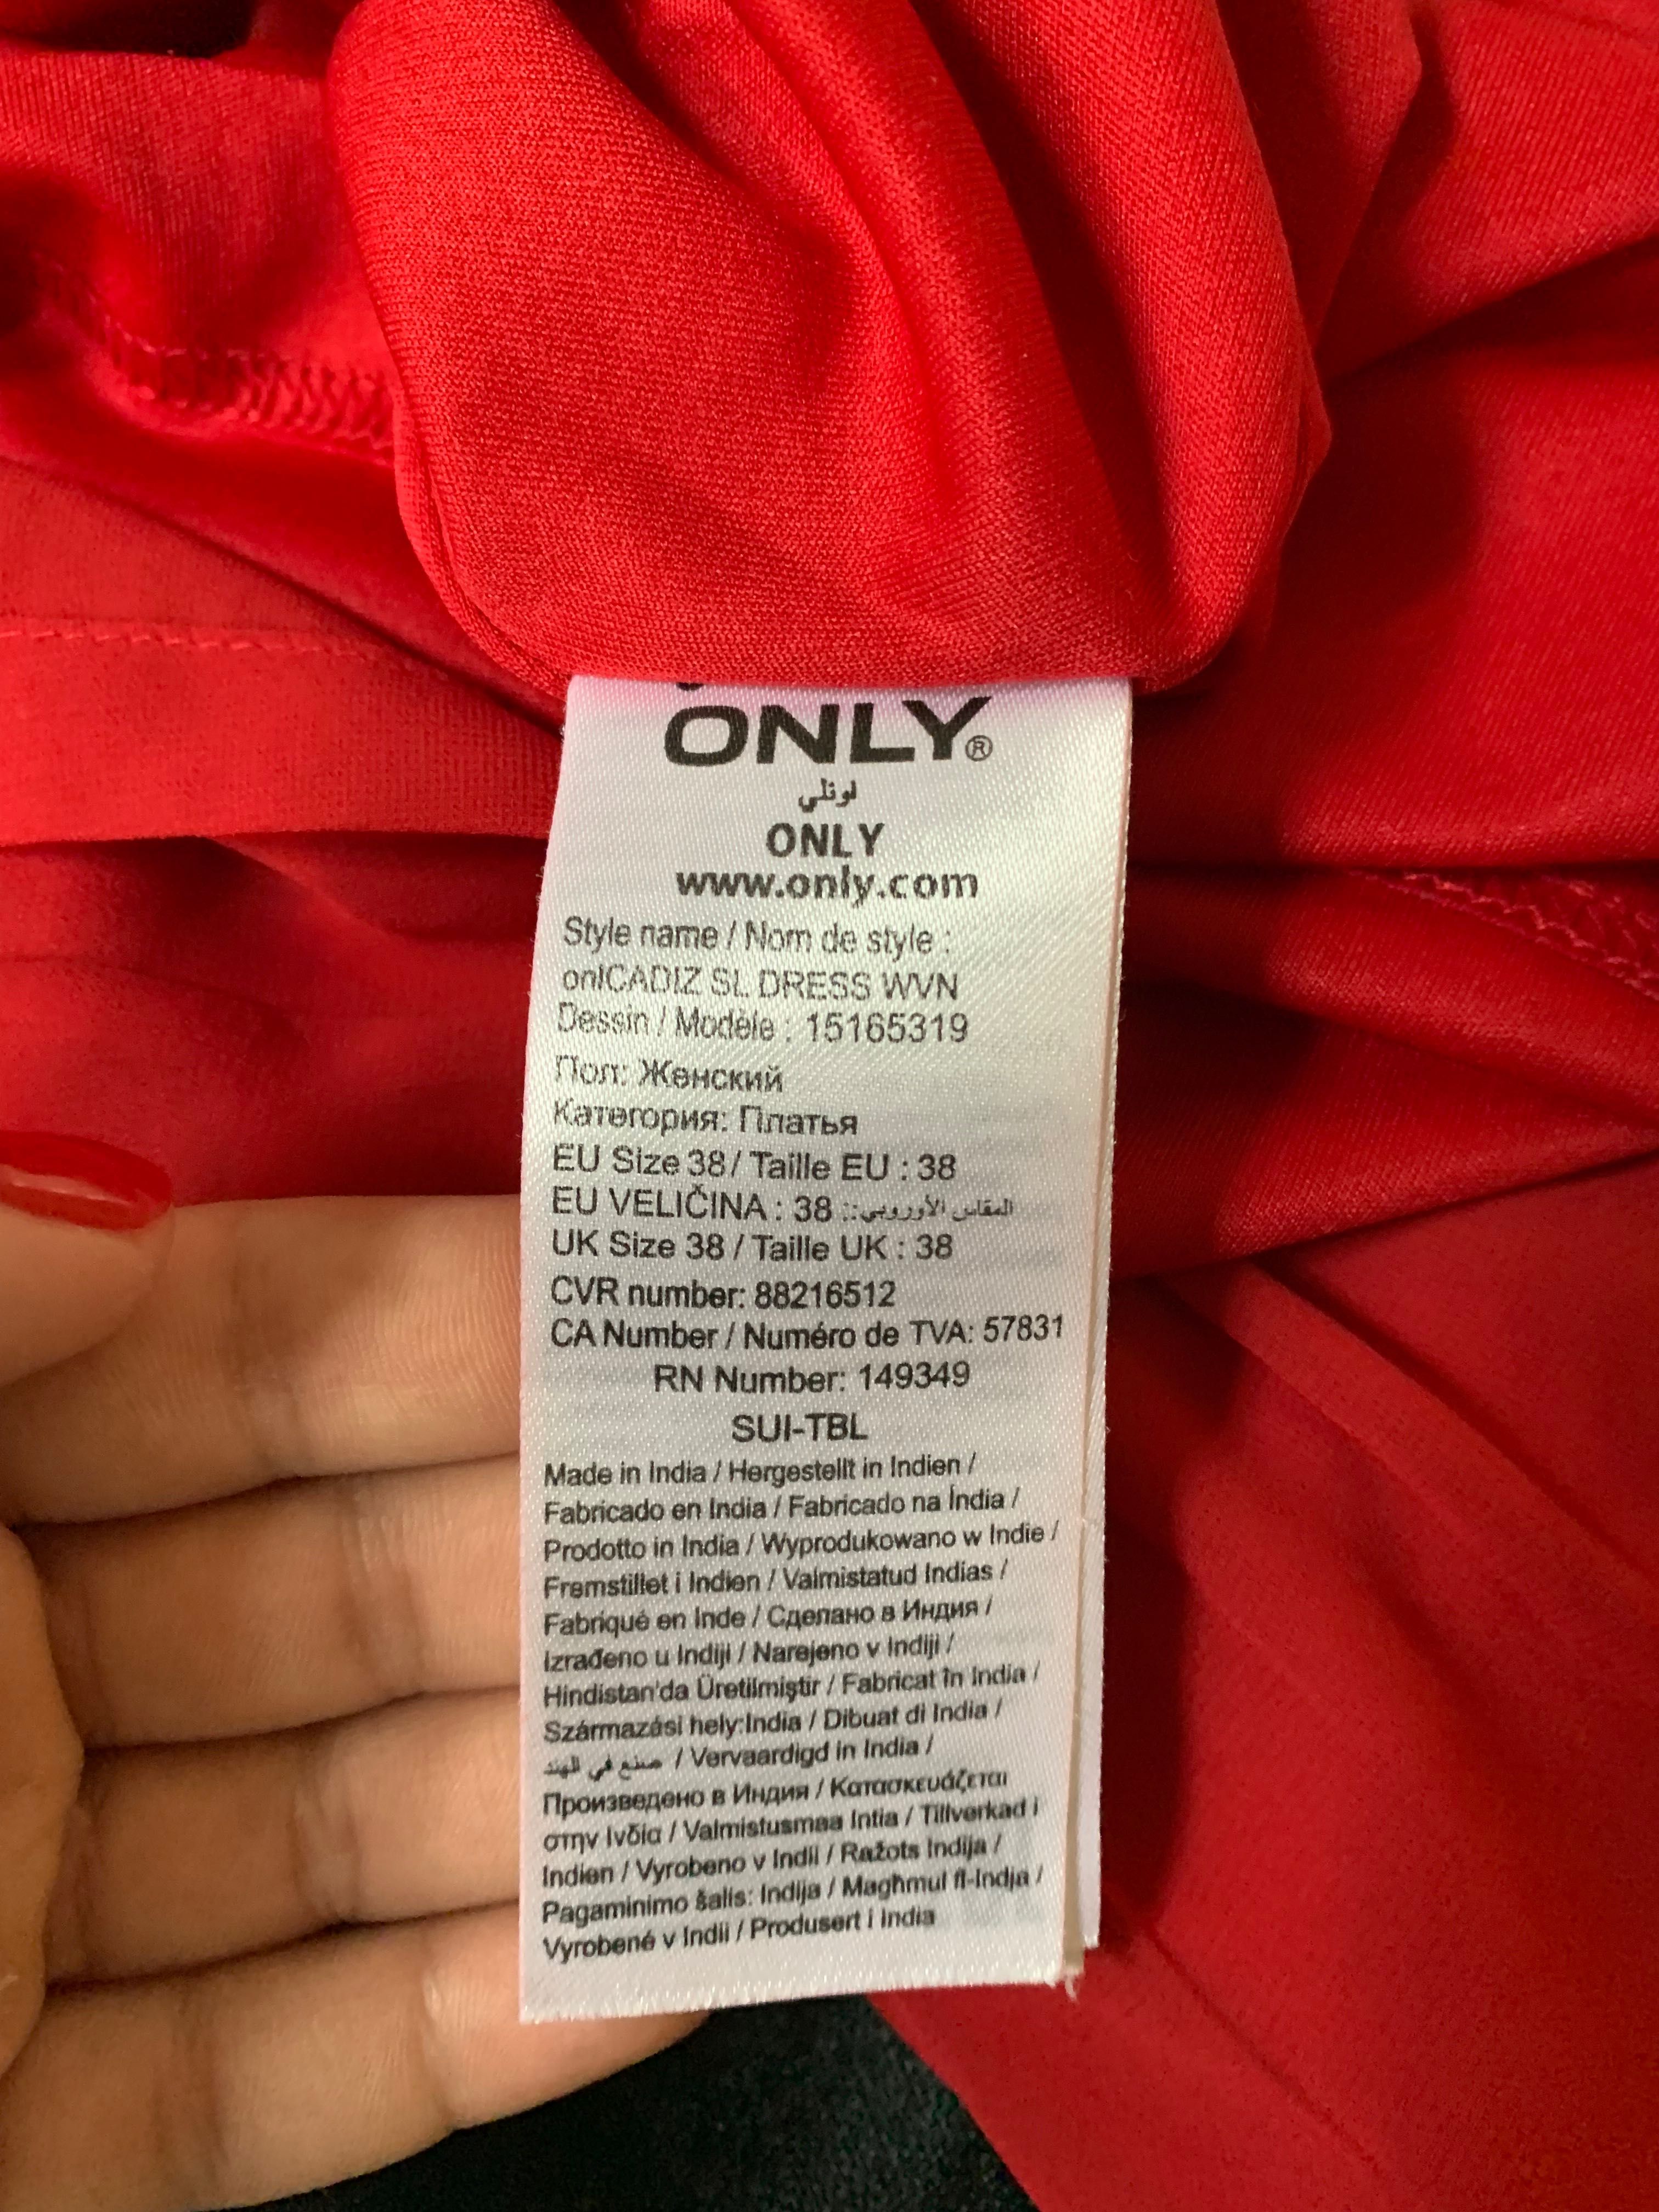 ONLY®
اونلي
ONLY
www.only.com
Style name / Nom de style :
onlCADIZ SL DRESS WVN
Dessin / Modèle : 15165319
Пол: Женский
Категория: Платья
EU Size 38 / Taille EU : 38
EU VELIČINA : 38 المقاس الأوروبي::
UK Size 38 / Taille UK : 38
CVR number: 88216512
CA Number / Numéro de TVA: 57831
RN Number: 149349
SUI-TBL
Made in India / Hergestellt in Indien /
Fabricado en India / Fabricado na Índia /
Prodotto in India / Wyprodukowano w Indie /
Fremstillet i Indien / Valmistatud Indias /
Fabriqué en Inde / Сделано в Индия /
Izrađeno u Indiji / Narejeno v Indiji /
Hindistan'da Üretilmiştir / Fabricat în India /
Származási hely:India / Dibuat di India /
صنع في الهند / Vervaardigd in India /
Произведено в Индия / Κατασκευάζεται
στην Ινδία / Valmistusmaa Intia / Tillverkad i
Indien / Vyrobeno v Indii / Ražots Indija /
Pagaminimo šalis: Indija / Magħmul fl-Indja /
Vyrobené v Indii / Produsert i India